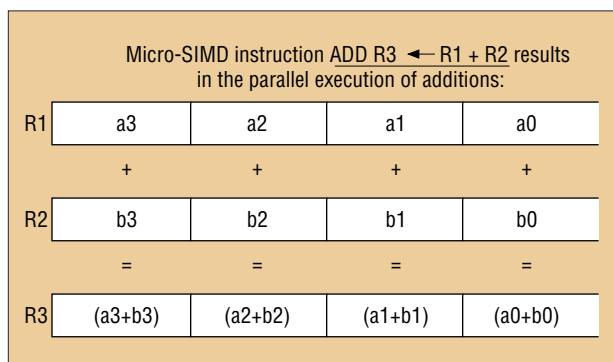 Micro-SIMD instruction ADD R3 ← R1 + R2 results
in the parallel execution of additions:
R1 a3 a2 a1 a0
+ + + +
R2 b3 b2 b1 b0
= = = =
R3 (a3+b3) (a2+b2) (a1+b1) (a0+b0)